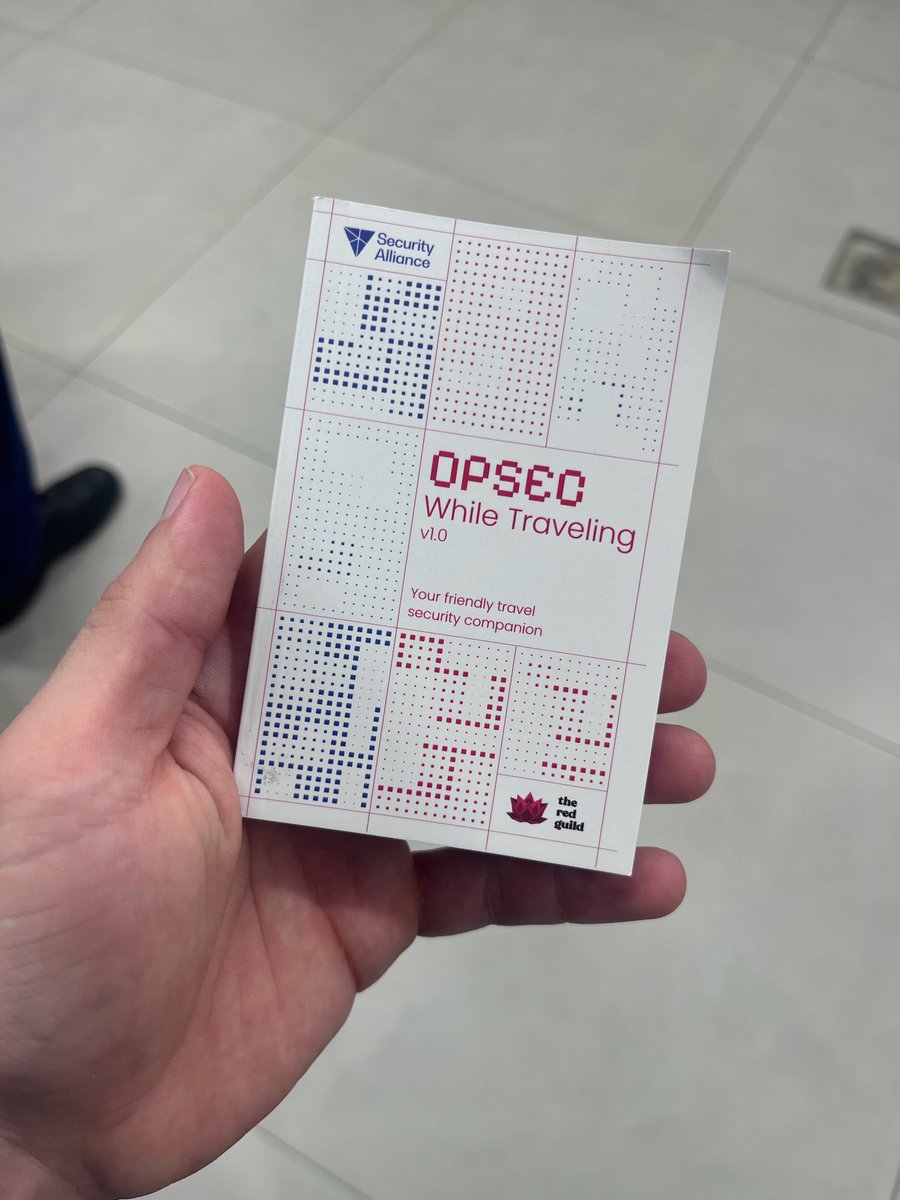 Security
Alliance
OPSEC
While Traveling
v1.0
Your friendly travel
security companion
the
red
guild